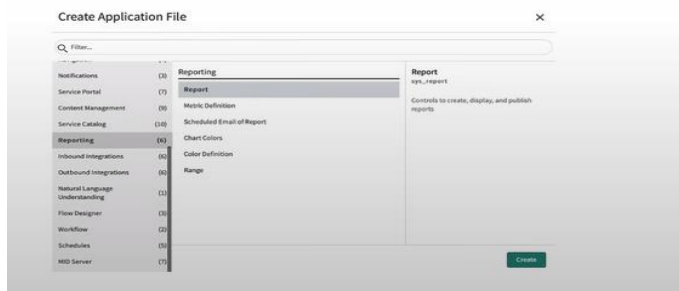 Create Application File
Filter...
Notifications (3)
Service Portal (7)
Content Management (9)
Service Catalog (10)
Reporting (6)
Inbound Integrations (6)
Outbound Integrations (6)
Natural Language
Understanding (1)
Flow Designer (3)
Workflow (2)
Schedules (5)
MID Server (7)
Reporting
Report
Metric Definition
Scheduled Email of Report
Chart Colors
Color Definition
Range
Report
sys_report
Controls to create, display, and publish
reports
Create